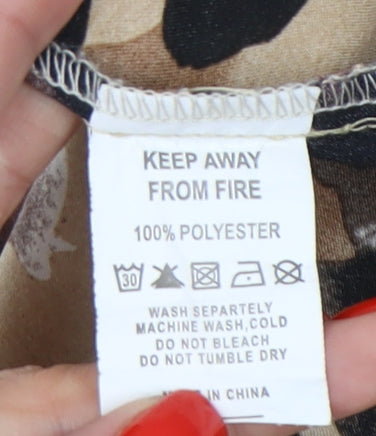 KEEP AWAY
FROM FIRE
100% POLYESTER
30
WASH SEPARTELY
MACHINE WASH,COLD
DO NOT BLEACH
DO NOT TUMBLE DRY
IN CHINA